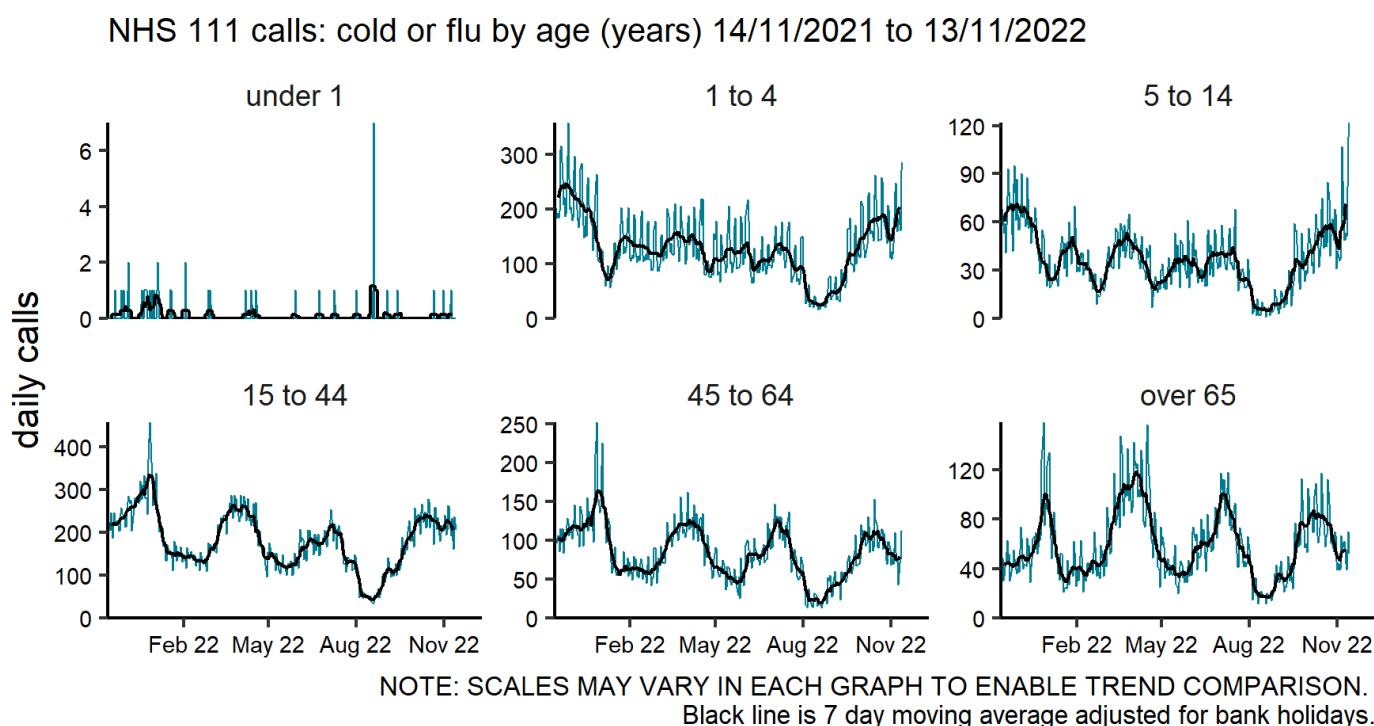 NHS 111 calls: cold or flu by age (years) 14/11/2021 to 13/11/2022
under 1
1 to 4
5 to 14
6
4
2
0
300
200
100
0
120
90
60
30
0
daily calls
15 to 44
45 to 64
over 65
400
300
200
100
0
250
200
150
100
50
0
120
80
40
0
Feb 22 May 22 Aug 22 Nov 22
Feb 22 May 22 Aug 22 Nov 22
Feb 22 May 22 Aug 22 Nov 22
NOTE: SCALES MAY VARY IN EACH GRAPH TO ENABLE TREND COMPARISON.
Black line is 7 day moving average adjusted for bank holidays.